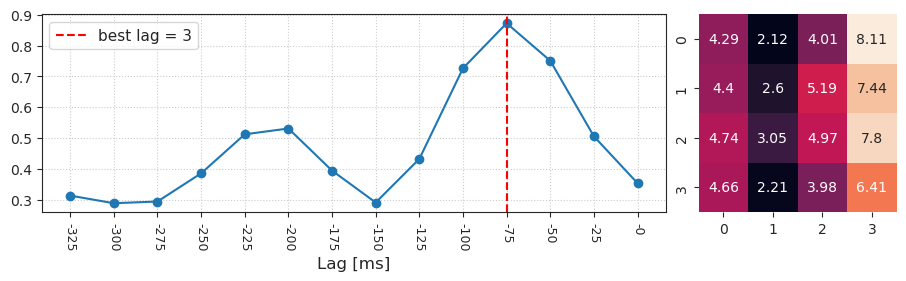 0.9
0.8
0.7
0.6
0.5
0.4
0.3
best lag = 3
-325 -300 -275 -250 -225 -200 -175 -150 -125 -100 -75 -50 -25 -0
Lag [ms]
0 4.29 2.12 4.01 8.11
1 4.4 2.6 5.19 7.44
2 4.74 3.05 4.97 7.8
3 4.66 2.21 3.98 6.41
0 1 2 3